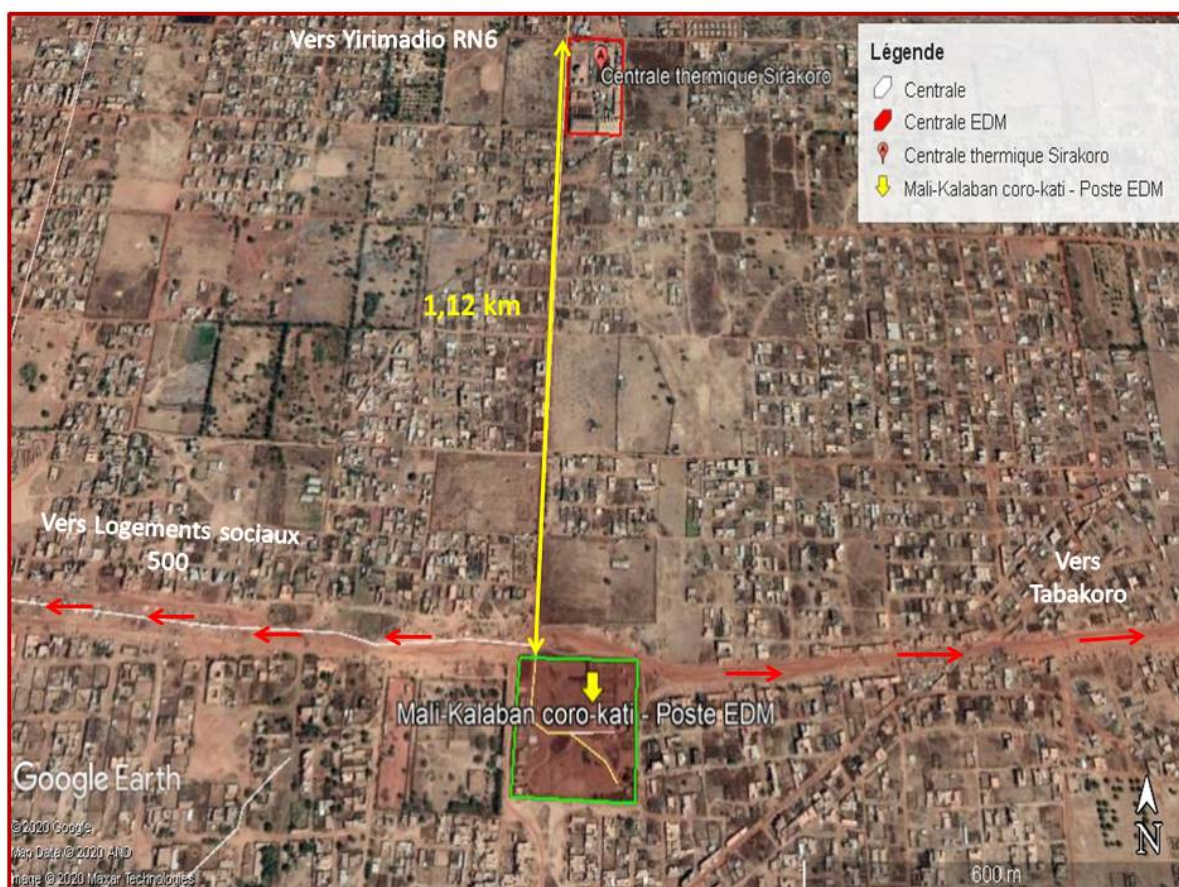 Vers Yirimadio RN6
Centrale thermique Sirakoro
Légende
Centrale
Centrale EDM
Centrale thermique Sirakoro
Mali-Kalaban coro-kati - Poste EDM
1,12 km
Vers Logements sociaux
500
Vers
Tabakoro
Mali-Kalaban coro-kati - Poste EDM
Google Earth
© 2020 Google
Map Data © 2020 AND
Image © 2020 Maxar Technologies
N
600 m